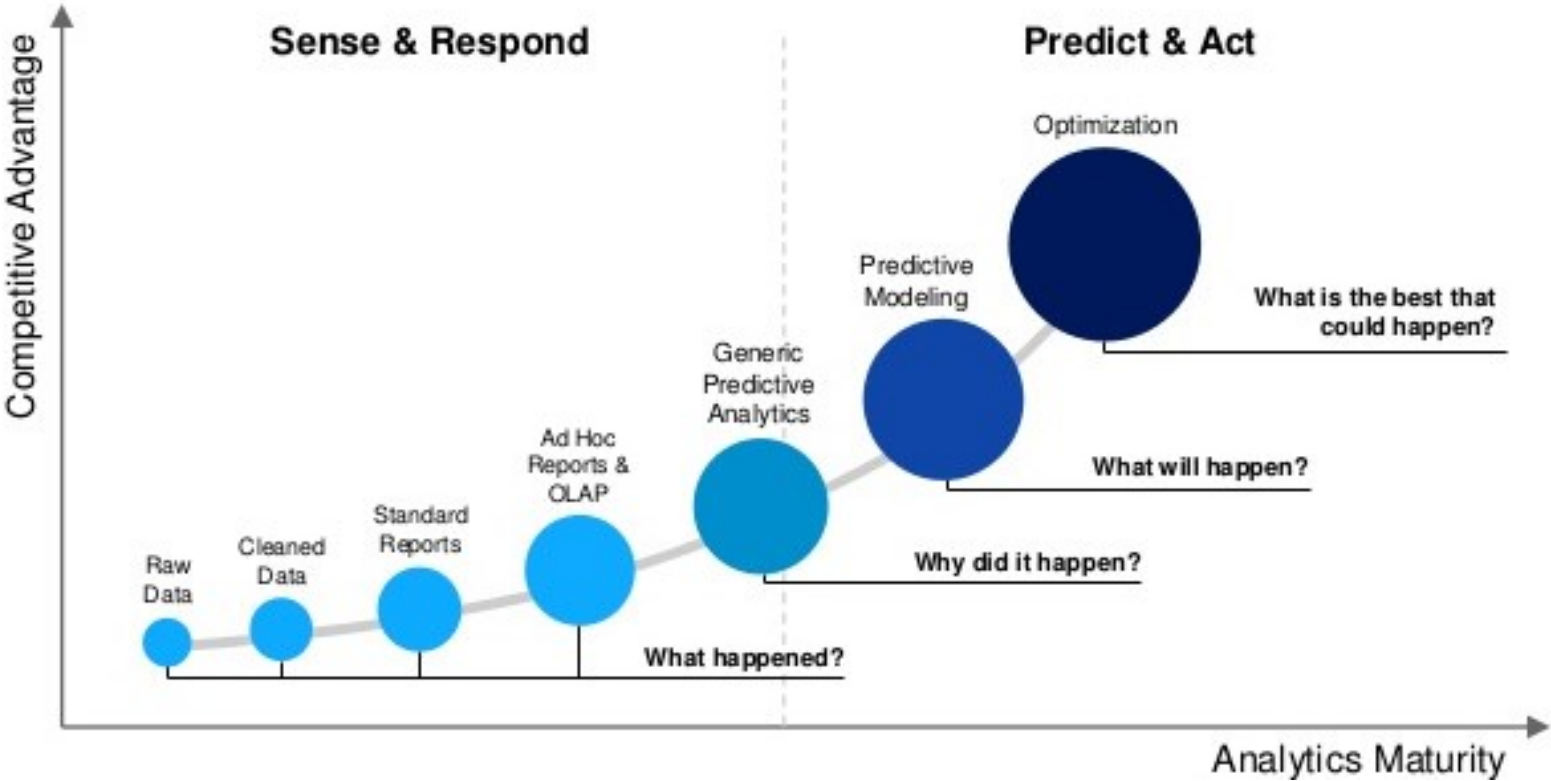 Sense & Respond
Predict & Act
Competitive Advantage
Optimization
Predictive
Modeling
What is the best that
could happen?
Generic
Predictive
Analytics
Ad Hoc
Reports &
OLAP
What will happen?
Standard
Reports
Cleaned
Data
Raw
Data
Why did it happen?
What happened?
Analytics Maturity